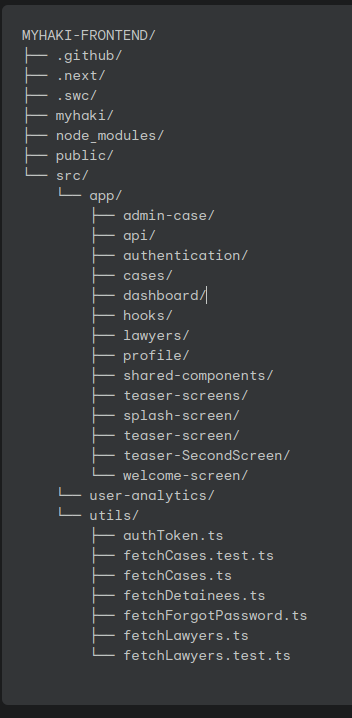 MYHAKI-FRONTEND/
├── .github/
├── .next/
├── .swc/
├── myhaki/
├── node_modules/
├── public/
└── src/
    └── app/
        ├── admin-case/
        ├── api/
        ├── authentication/
        ├── cases/
        ├── dashboard/
        ├── hooks/
        ├── lawyers/
        ├── profile/
        ├── shared-components/
        ├── teaser-screens/
        ├── splash-screen/
        ├── teaser-screen/
        ├── teaser-SecondScreen/
        └── welcome-screen/
    └── user-analytics/
    └── utils/
        ├── authToken.ts
        ├── fetchCases.test.ts
        ├── fetchCases.ts
        ├── fetchDetainees.ts
        ├── fetchForgotPassword.ts
        ├── fetchLawyers.ts
        └── fetchLawyers.test.ts